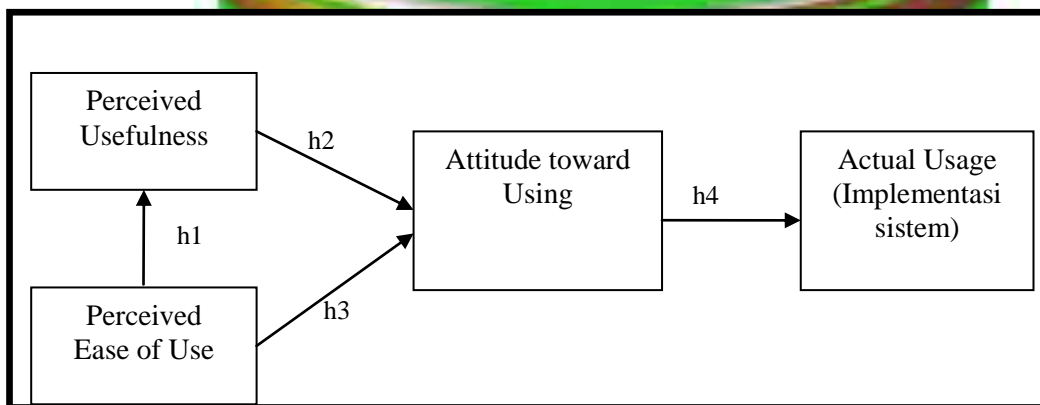 Perceived
Usefulness
h2
Attitude toward
Using
h4
Actual Usage
(Implementasi
sistem)
h1
Perceived
Ease of Use
h3